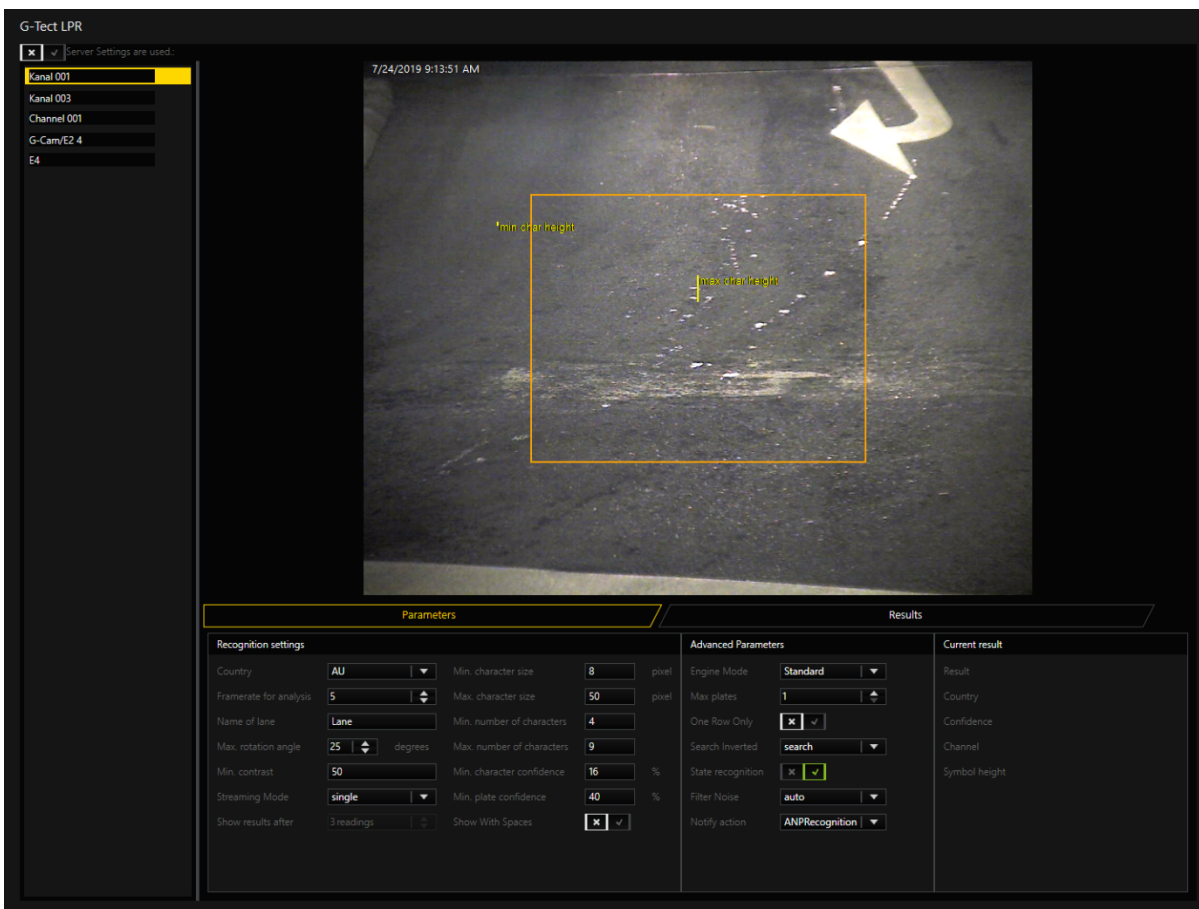 G-Tect LPR
Server Settings are used.:
Kanal 001
Kanal 003
Channel 001
G-Cam/E2 4
E4
7/24/2019 9:13:51 AM
min char height
max char height
Parameters
Results
Recognition settings
Country AU
Framerate for analysis 5
Name of lane Lane
Max. rotation angle 25 degrees
Min. contrast 50
Streaming Mode single
Show results after 3 readings
Min. character size 8 pixel
Max. character size 50 pixel
Min. number of characters 4
Max. number of characters 9
Min. character confidence 16 %
Min. plate confidence 40 %
Show With Spaces
Advanced Parameters
Engine Mode Standard
Max plates 1
One Row Only
Search Inverted search
State recognition
Filter Noise auto
Notify action ANPRecognition
Current result
Result
Country
Confidence
Channel
Symbol height